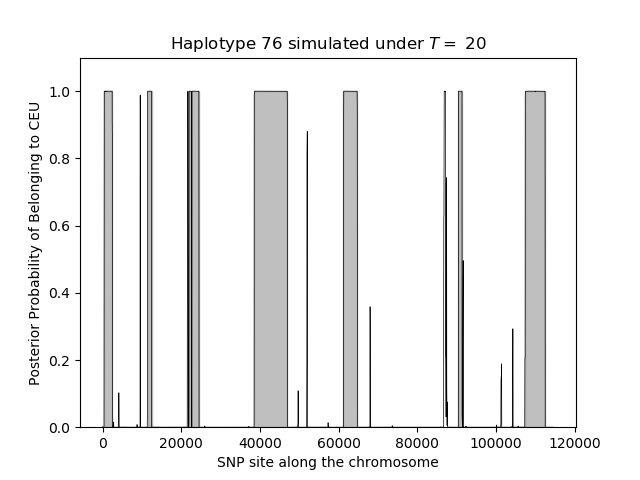 Haplotype 76 simulated under T = 20
Posterior Probability of Belonging to CEU
1.0
0.8
0.6
0.4
0.2
0.0
0 20000 40000 60000 80000 100000 120000
SNP site along the chromosome